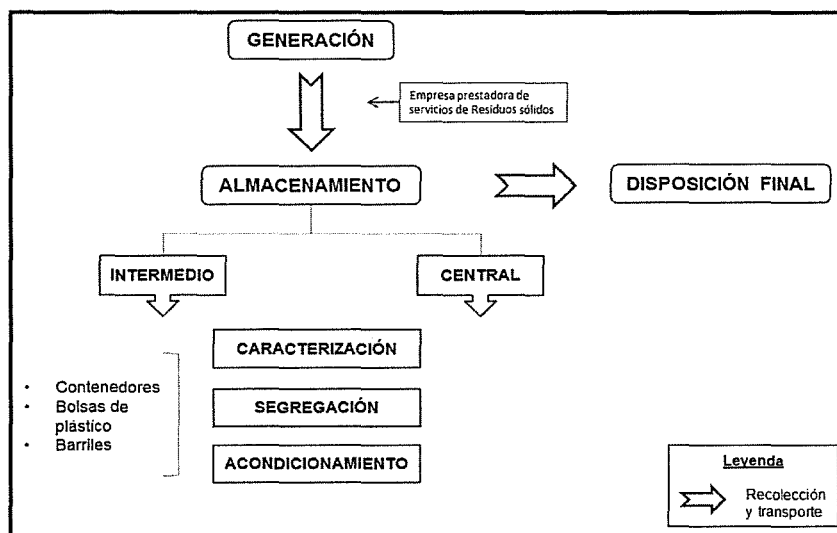 GENERACIÓN
Empresa prestadora de
servicios de Residuos sólidos
ALMACENAMIENTO
DISPOSICIÓN FINAL
INTERMEDIO
CENTRAL
CARACTERIZACIÓN
• Contenedores
• Bolsas de
plástico
• Barriles
SEGREGACIÓN
ACONDICIONAMIENTO
Leyenda
Recolección
y transporte